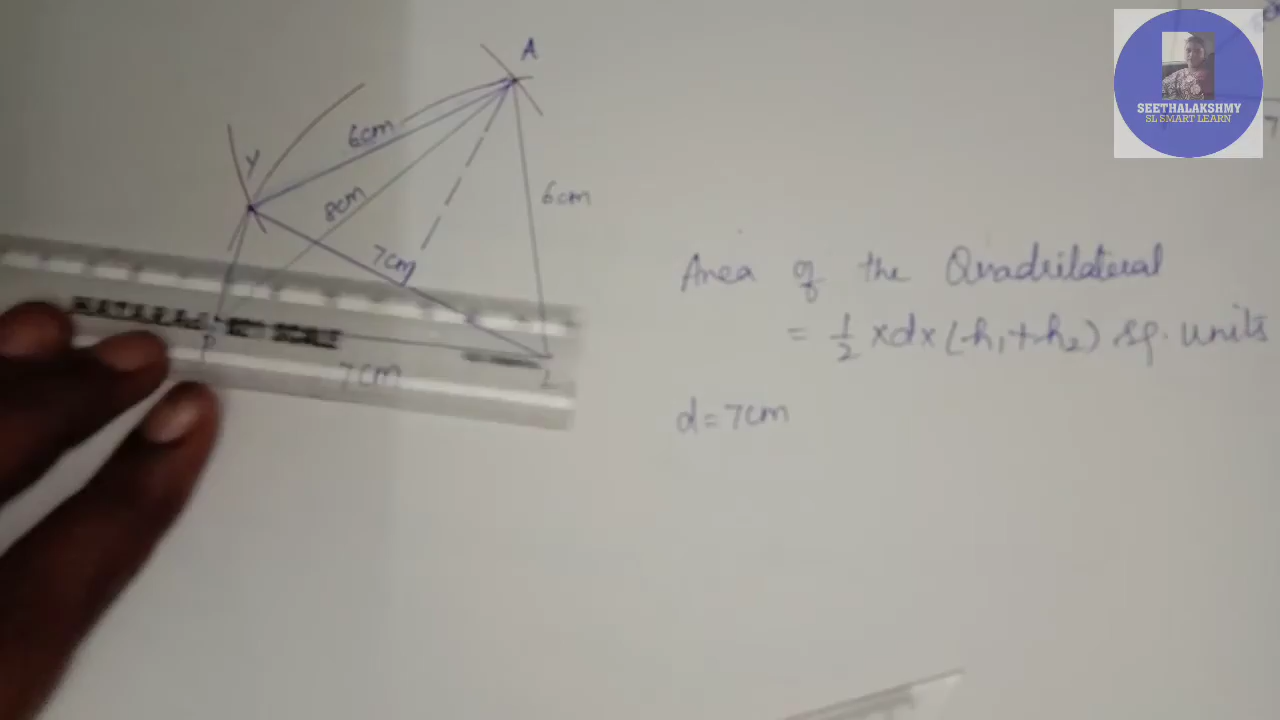 A
6cm
Y
8cm
6cm
7cm
P
7cm
L
Area of the Quadrilateral
= 1/2 x d x (h1 + h2) sq. units
d = 7cm
SEETHALAKSHMY
SL SMART LEARN
7